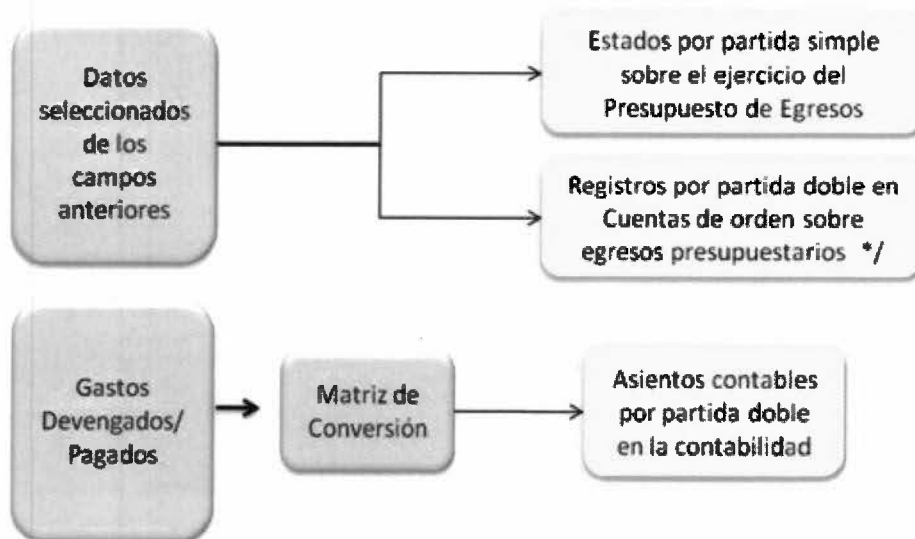 Datos
seleccionados
de los
campos
anteriores
Estados por partida simple
sobre el ejercicio del
Presupuesto de Egresos
Registros por partida doble en
Cuentas de orden sobre
egresos presupuestarios */
Gastos
Devengados/
Pagados
Matriz de
Conversión
Asientos contables
por partida doble
en la contabilidad